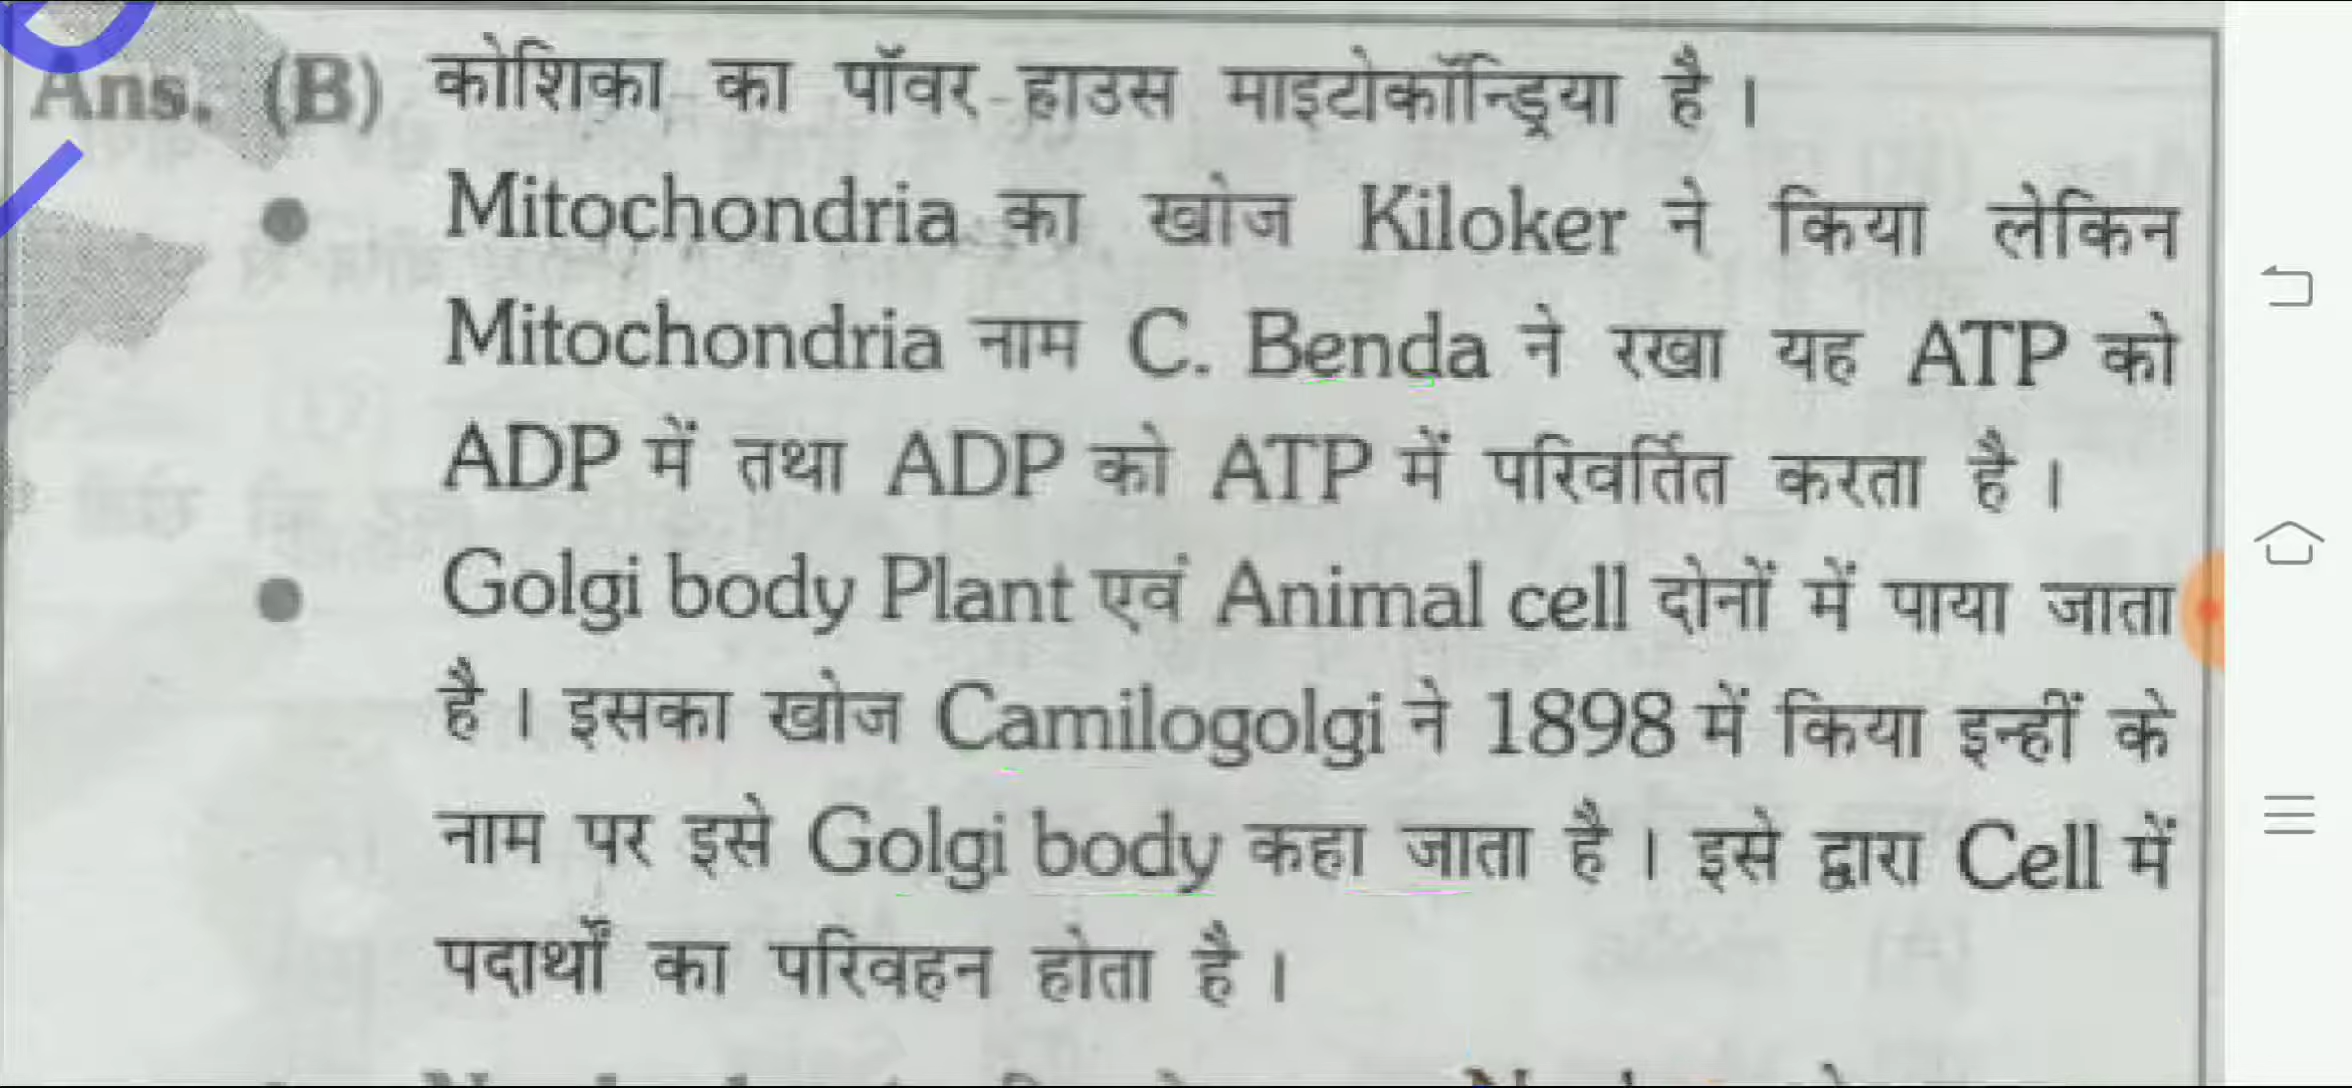 Ans. (B) कोशिका का पॉवर हाउस माइटोकॉन्ड्रिया है।
● Mitochondria का खोज Kiloker ने किया लेकिन
Mitochondria नाम C. Benda ने रखा यह ATP को
ADP में तथा ADP को ATP में परिवर्तित करता है।
● Golgi body Plant एवं Animal cell दोनों में पाया जाता
है। इसका खोज Camilogolgi ने 1898 में किया इन्हीं के
नाम पर इसे Golgi body कहा जाता है। इसे द्वारा Cell में
पदार्थों का परिवहन होता है।